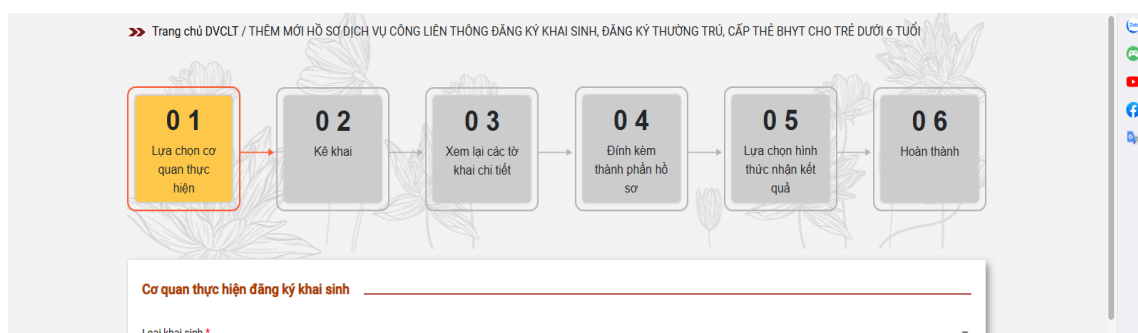 Trang chủ DVCLT / THÊM MỚI HỒ SƠ DỊCH VỤ CÔNG LIÊN THÔNG ĐĂNG KÝ KHAI SINH, ĐĂNG KÝ THƯỜNG TRÚ, CẤP THẺ BHYT CHO TRẺ DƯỚI 6 TUỔI
0 1
Lựa chọn cơ
quan thực
hiện
0 2
Kê khai
0 3
Xem lại các tờ
khai chi tiết
0 4
Đính kèm
thành phần hồ
sơ
0 5
Lựa chọn hình
thức nhận kết
quả
0 6
Hoàn thành
Cơ quan thực hiện đăng ký khai sinh
Loại khai sinh *